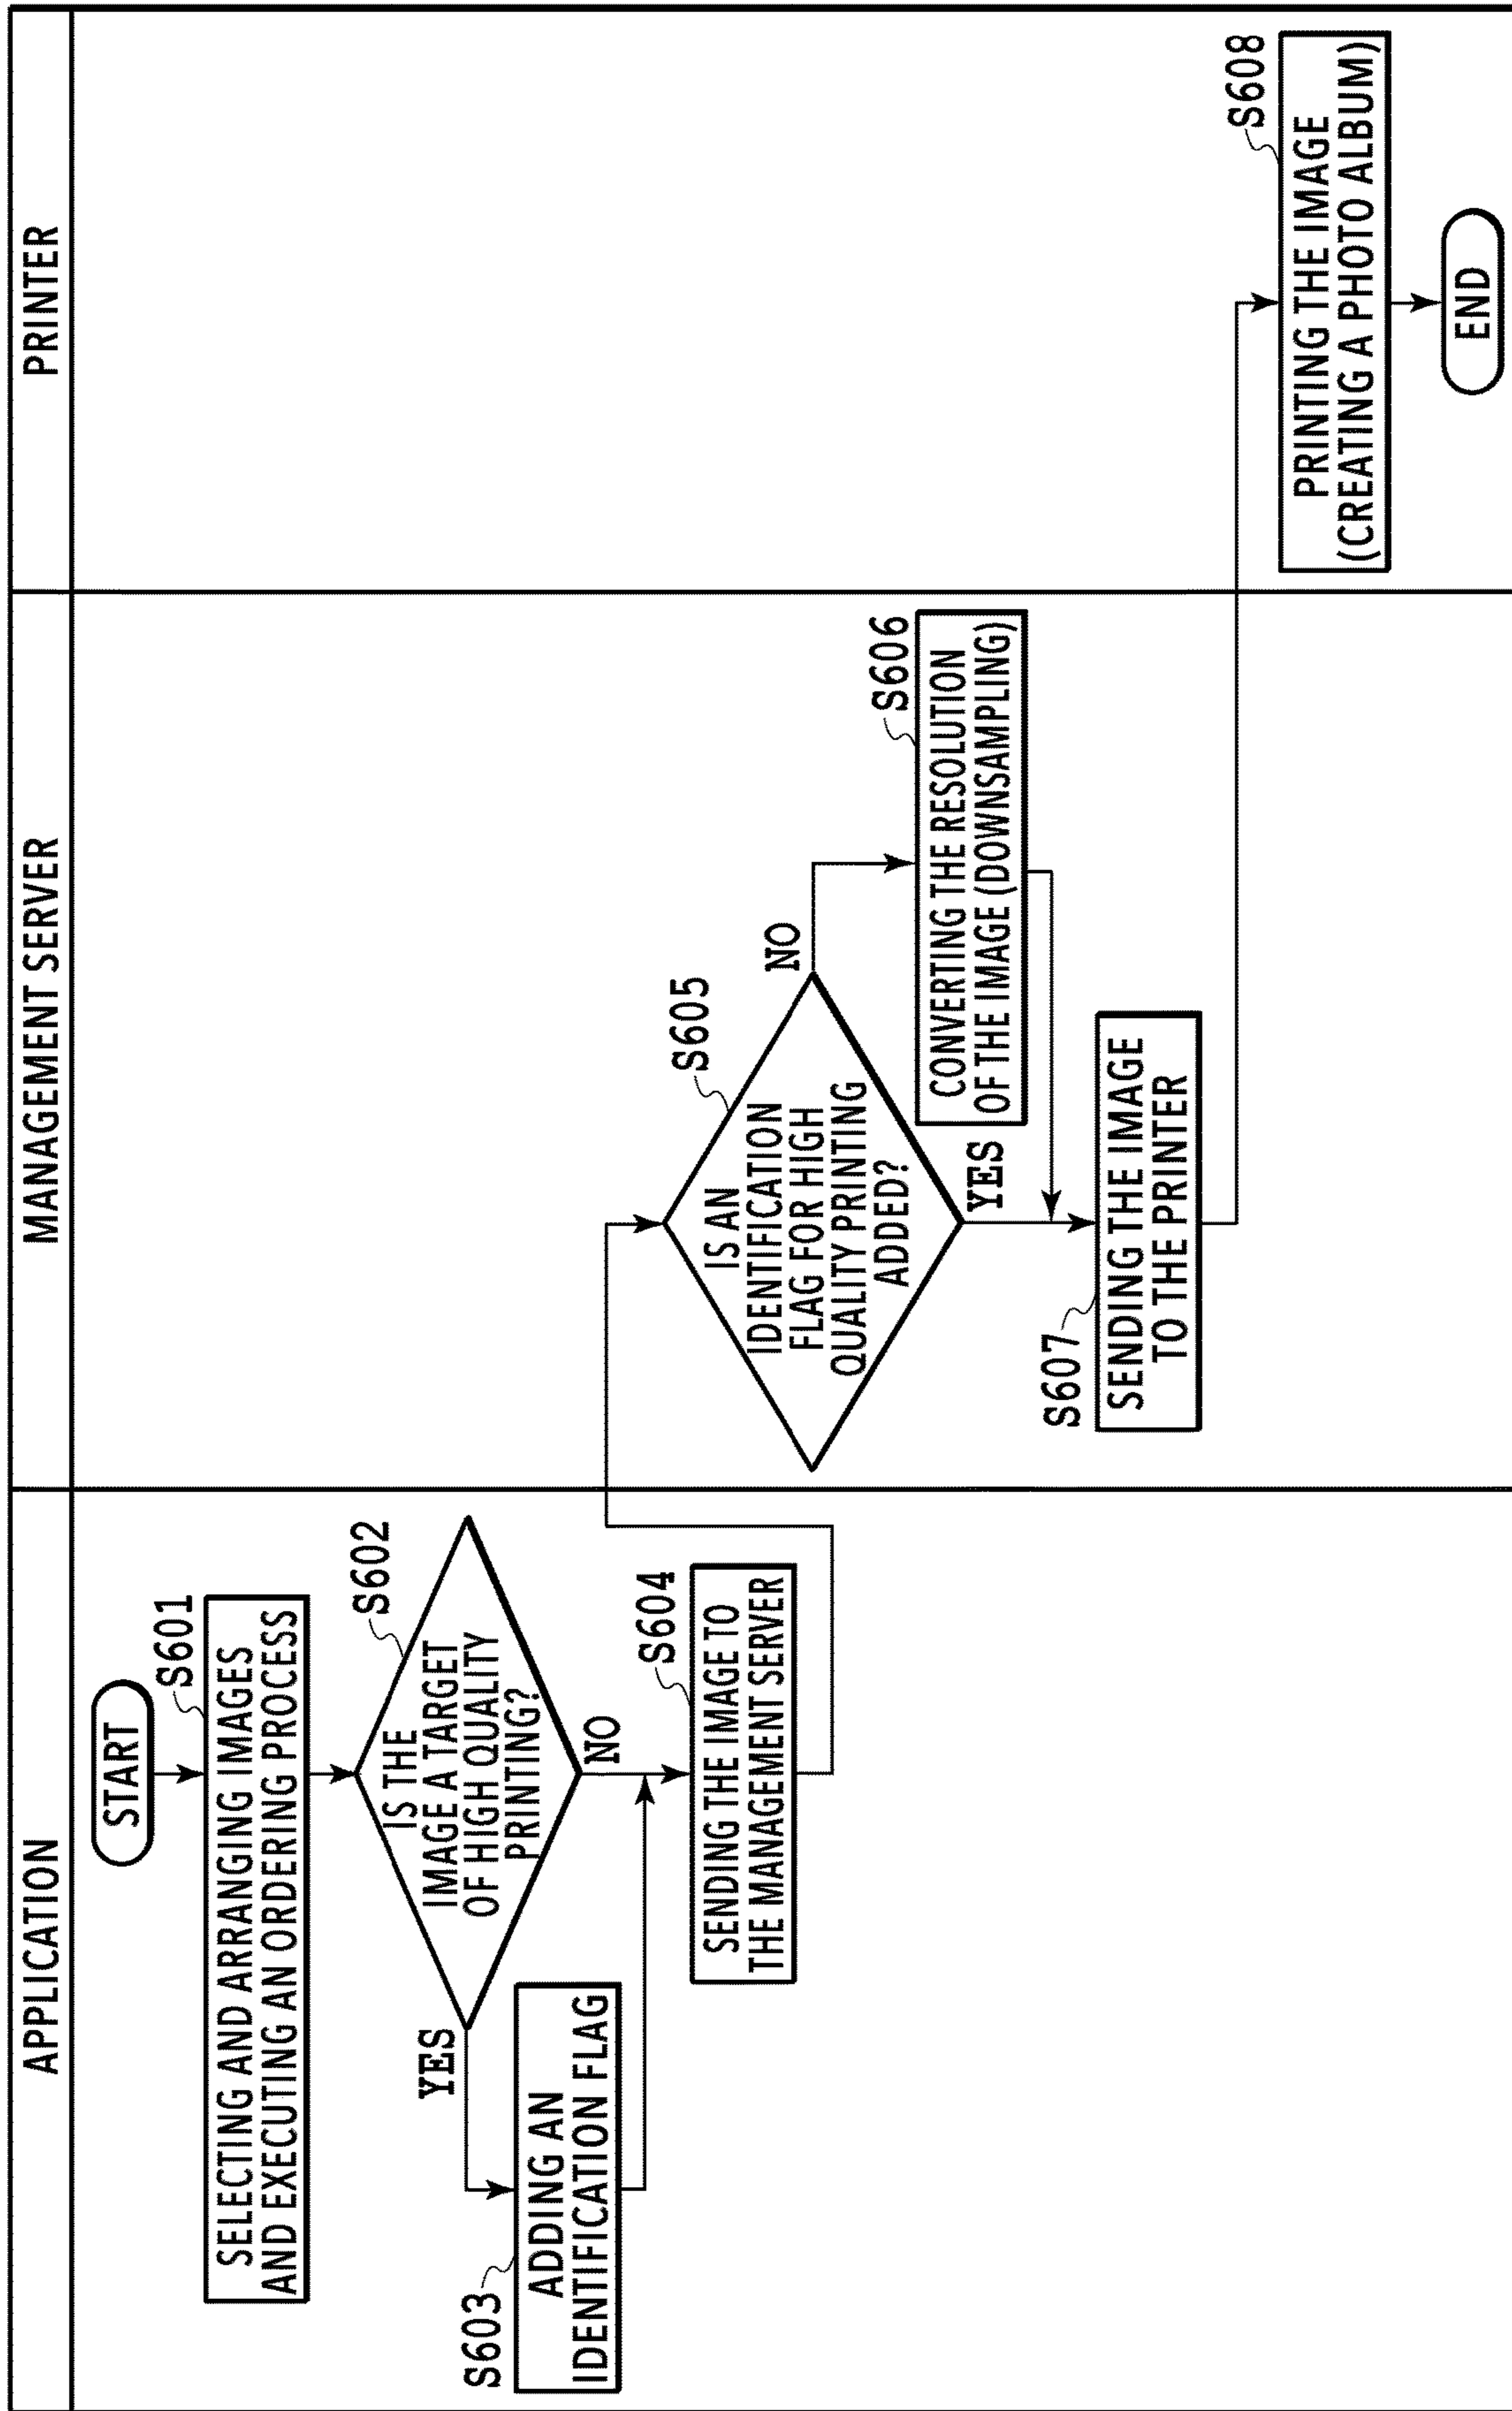 APPLICATION
MANAGEMENT SERVER
PRINTER
START
S601
SELECTING AND ARRANGING IMAGES
AND EXECUTING AN ORDERING PROCESS
S602
IS THE
IMAGE A TARGET
OF HIGH QUALITY
PRINTING?
YES
NO
S603
ADDING AN
IDENTIFICATION FLAG
S604
SENDING THE IMAGE TO
THE MANAGEMENT SERVER
S605
IS AN
IDENTIFICATION
FLAG FOR HIGH
QUALITY PRINTING
ADDED?
NO
YES
S606
CONVERTING THE RESOLUTION
OF THE IMAGE (DOWNSAMPLING)
S607
SENDING THE IMAGE
TO THE PRINTER
S608
PRINTING THE IMAGE
(CREATING A PHOTO ALBUM)
END